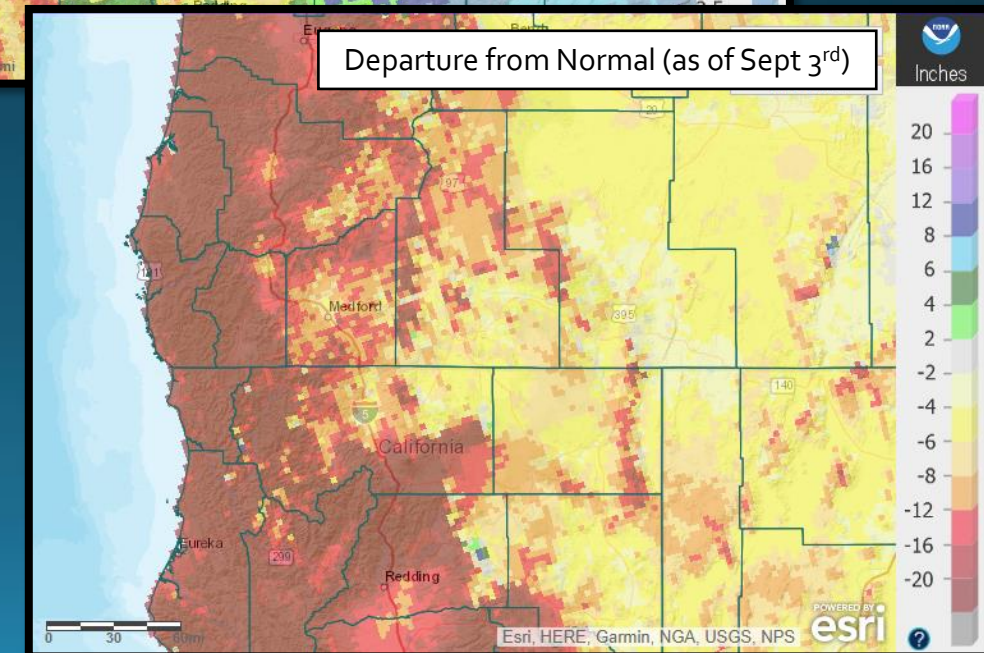 Departure from Normal (as of Sept 3rd)
NOAA
Inches
20
16
12
8
6
4
2
-2
-4
-6
-8
-12
-16
-20
20
97
101
Medford
395
140
5
California
Eureka
299
Redding
0 30 60mi
Esri, HERE, Garmin, NGA, USGS, NPS
POWERED BY
esri
?